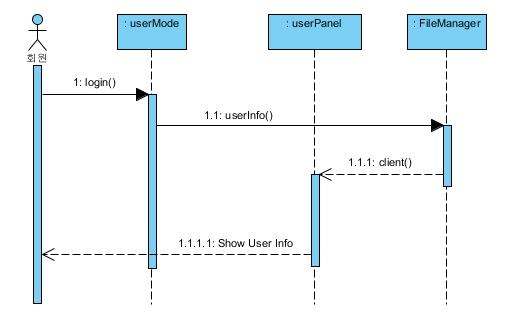 : userMode
: userPanel
: FileManager
회원
1: login()
1.1: userInfo()
1.1.1: client()
1.1.1.1: Show User Info